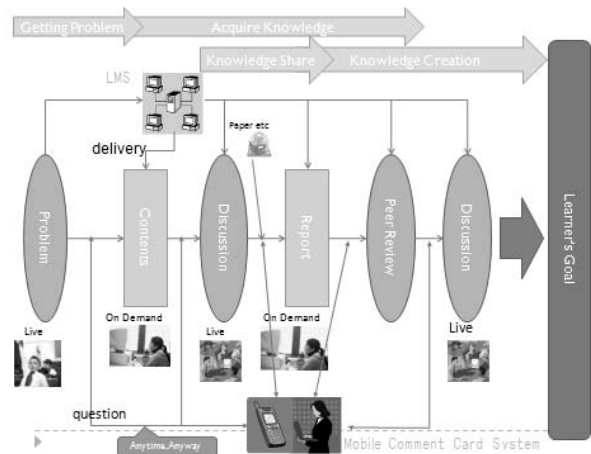 Getting Problem
Acquire Knowledge
Knowledge Share
Knowledge Creation
LMS
Paper etc
delivery
Problem
Contents
Discussion
Report
Peer Review
Discussion
Learner's Goal
Live
On Demand
Live
On Demand
Live
question
Anytime,Anyway
Mobile Comment Card System